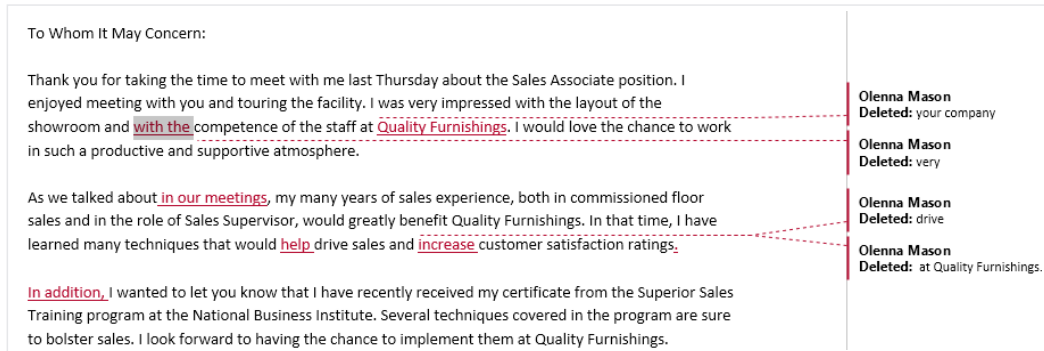 To Whom It May Concern:
Thank you for taking the time to meet with me last Thursday about the Sales Associate position. I
enjoyed meeting with you and touring the facility. I was very impressed with the layout of the
showroom and with the competence of the staff at Quality Furnishings. I would love the chance to work
in such a productive and supportive atmosphere.
As we talked about in our meetings, my many years of sales experience, both in commissioned floor
sales and in the role of Sales Supervisor, would greatly benefit Quality Furnishings. In that time, I have
learned many techniques that would help drive sales and increase customer satisfaction ratings.
In addition, I wanted to let you know that I have recently received my certificate from the Superior Sales
Training program at the National Business Institute. Several techniques covered in the program are sure
to bolster sales. I look forward to having the chance to implement them at Quality Furnishings.
Olenna Mason
Deleted: your company
Olenna Mason
Deleted: very
Olenna Mason
Deleted: drive
Olenna Mason
Deleted: at Quality Furnishings.